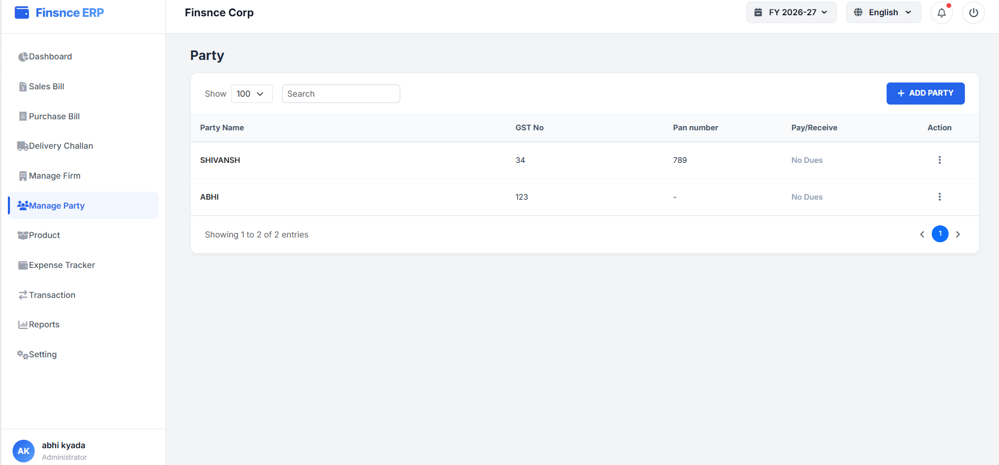 Finsnce ERP
Finsnce Corp
FY 2026-27
English
Dashboard
Sales Bill
Purchase Bill
Delivery Challan
Manage Firm
Manage Party
Product
Expense Tracker
Transaction
Reports
Setting
abhi kyada
AK
Administrator
Party
Show 100 Search
+ ADD PARTY
Party Name GST No Pan number Pay/Receive Action
SHIVANSH 34 789 No Dues
ABHI 123 - No Dues
Showing 1 to 2 of 2 entries
1